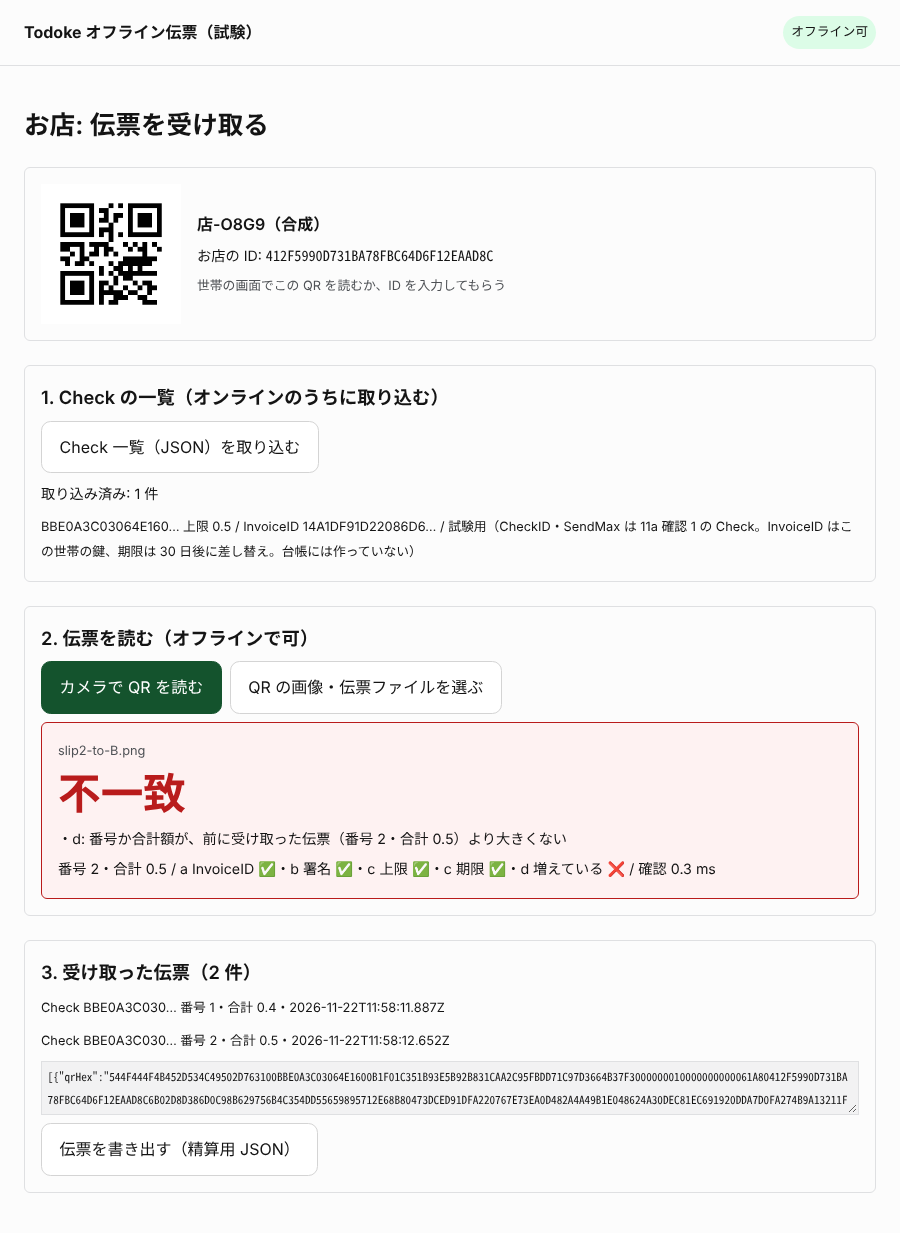 Todoke オフライン伝票（試験）
オフライン可
お店: 伝票を受け取る
店-O8G9（合成）
お店の ID: 412F5990D731BA78FBC64D6F12EAAD8C
世帯の画面でこの QR を読むか、ID を入力してもらう
1. Check の一覧（オンラインのうちに取り込む）
Check 一覧（JSON）を取り込む
取り込み済み: 1 件
BBE0A3C03064E160… 上限 0.5 / InvoiceID 14A1DF91D22086D6… / 試験用（CheckID・SendMax は 11a 確認 1 の Check。InvoiceID はこ
の世帯の鍵、期限は 30 日後に差し替え。台帳には作っていない）
2. 伝票を読む（オフラインで可）
カメラで QR を読む
QR の画像・伝票ファイルを選ぶ
slip2-to-B.png
不一致
・d: 番号か合計額が、前に受け取った伝票（番号 2・合計 0.5）より大きくない
番号 2・合計 0.5 / a InvoiceID ✅・b 署名 ✅・c 上限 ✅・c 期限 ✅・d 増えている ❌ / 確認 0.3 ms
3. 受け取った伝票（2 件）
Check BBE0A3C030… 番号 1・合計 0.4・2026-11-22T11:58:11.887Z
Check BBE0A3C030… 番号 2・合計 0.5・2026-11-22T11:58:12.652Z
[{"qrHex":"544F444F4B452D534C49502D763100BBE0A3C03064E1600B1F01C351B93E5B92B831CAA2C95FBDD71C97D3664B37F30000000100000000000061A80412F5990D731BA
78FBC64D6F12EAAD8C6B02D8D386D0C98B629756B4C354DD55659895712E68B80473DCED91DFA220767E73EA0D482A4A49B1E048624A30DEC81EC691920DDA7D0FA274B9A13211F
伝票を書き出す（精算用 JSON）